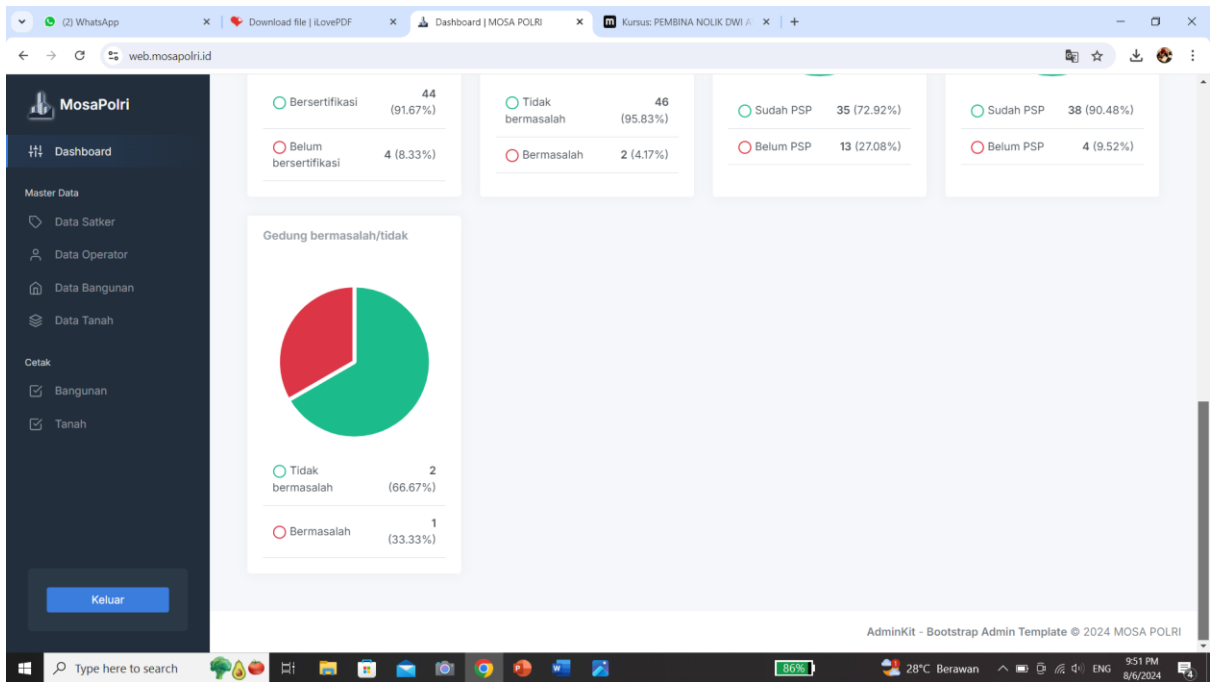 (2) WhatsApp
Download file | iLovePDF
Dashboard | MOSA POLRI
Kursus: PEMBINA NOLIK DWI A
web.mosapolri.id
MosaPolri
Dashboard
Master Data
Data Satker
Data Operator
Data Bangunan
Data Tanah
Cetak
Bangunan
Tanah
Keluar
Bersertifikasi 44
(91.67%)
Belum
bersertifikasi 4 (8.33%)
Tidak
bermasalah 46
(95.83%)
Bermasalah 2 (4.17%)
Sudah PSP 35 (72.92%)
Belum PSP 13 (27.08%)
Sudah PSP 38 (90.48%)
Belum PSP 4 (9.52%)
Gedung bermasalah/tidak
Tidak
bermasalah 2
(66.67%)
Bermasalah 1
(33.33%)
AdminKit - Bootstrap Admin Template © 2024 MOSA POLRI
Type here to search
86%
28°C Berawan
ENG
9:51 PM
8/6/2024
4